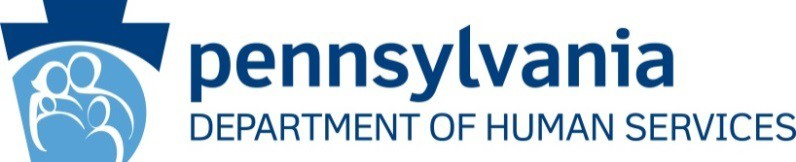 pennsylvania
DEPARTMENT OF HUMAN SERVICES